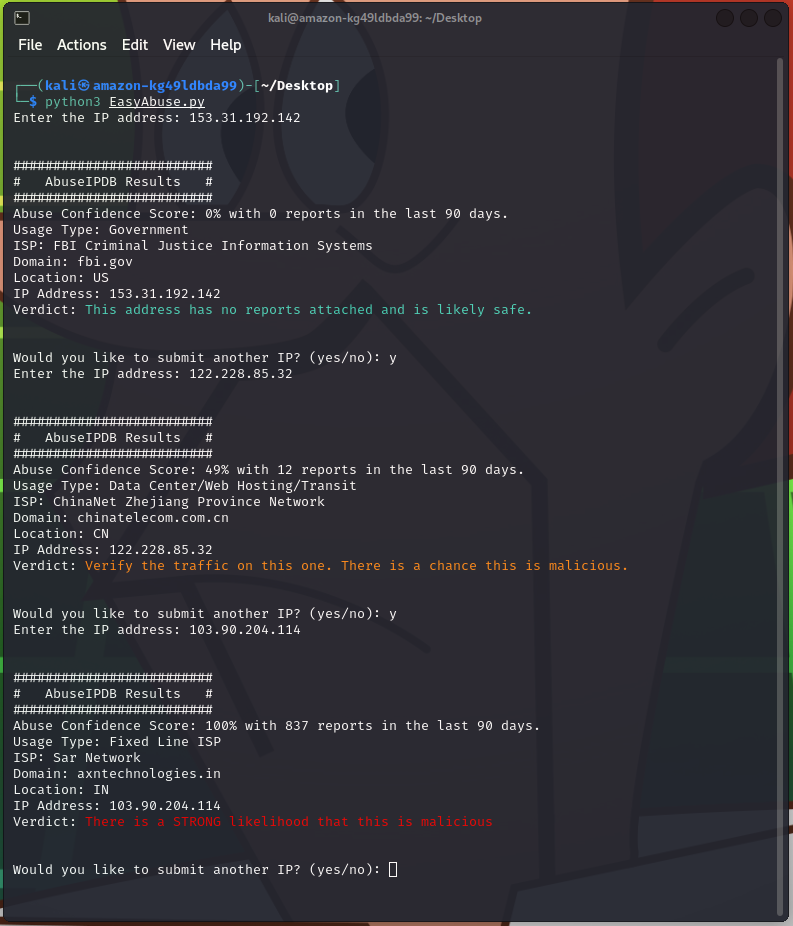 kali@amazon-kg49ldbda99: ~/Desktop
File Actions Edit View Help
┌──(kali㉿amazon-kg49ldbda99)-[~/Desktop]
└─$ python3 EasyAbuse.py
Enter the IP address: 153.31.192.142
#########################
#   AbuseIPDB Results   #
#########################
Abuse Confidence Score: 0% with 0 reports in the last 90 days.
Usage Type: Government
ISP: FBI Criminal Justice Information Systems
Domain: fbi.gov
Location: US
IP Address: 153.31.192.142
Verdict: This address has no reports attached and is likely safe.
Would you like to submit another IP? (yes/no): y
Enter the IP address: 122.228.85.32
#########################
#   AbuseIPDB Results   #
#########################
Abuse Confidence Score: 49% with 12 reports in the last 90 days.
Usage Type: Data Center/Web Hosting/Transit
ISP: ChinaNet Zhejiang Province Network
Domain: chinatelecom.com.cn
Location: CN
IP Address: 122.228.85.32
Verdict: Verify the traffic on this one. There is a chance this is malicious.
Would you like to submit another IP? (yes/no): y
Enter the IP address: 103.90.204.114
#########################
#   AbuseIPDB Results   #
#########################
Abuse Confidence Score: 100% with 837 reports in the last 90 days.
Usage Type: Fixed Line ISP
ISP: Sar Network
Domain: axntechnologies.in
Location: IN
IP Address: 103.90.204.114
Verdict: There is a STRONG likelihood that this is malicious
Would you like to submit another IP? (yes/no):